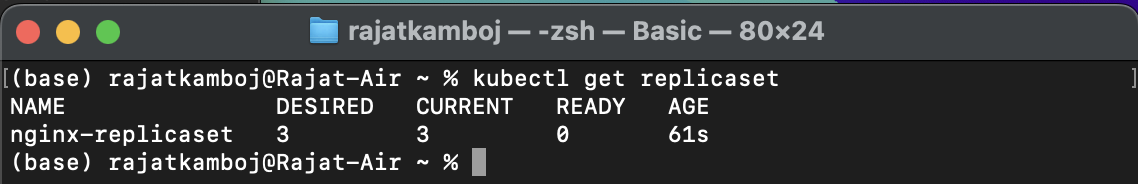 rajatkamboj — -zsh — Basic — 80×24
(base) rajatkamboj@Rajat-Air ~ % kubectl get replicaset
NAME DESIRED CURRENT READY AGE
nginx-replicaset 3 3 0 61s
(base) rajatkamboj@Rajat-Air ~ %